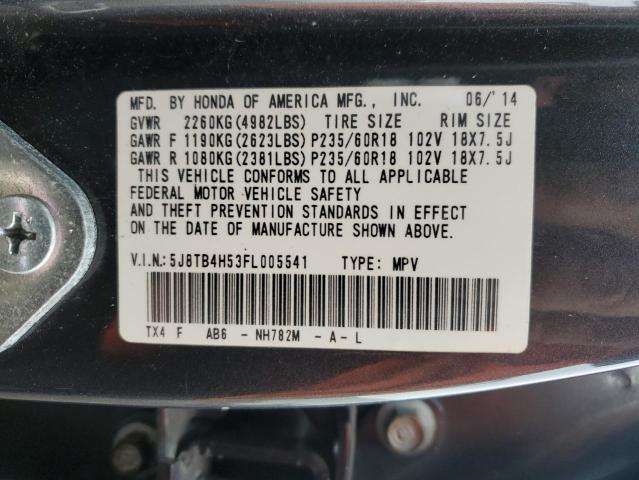 MFD. BY HONDA OF AMERICA MFG., INC. 06/'14
GVWR 2260KG(4982LBS) TIRE SIZE RIM SIZE
GAWR F 1190KG(2623LBS) P235/60R18 102V 18X7.5J
GAWR R 1080KG(2381LBS) P235/60R18 102V 18X7.5J
THIS VEHICLE CONFORMS TO ALL APPLICABLE
FEDERAL MOTOR VEHICLE SAFETY
AND THEFT PREVENTION STANDARDS IN EFFECT
ON THE DATE OF MANUFACTURE SHOWN ABOVE.
V.I.N.: 5J8TB4H53FL005541 TYPE: MPV
TX4 F AB6 - NH782M - A - L